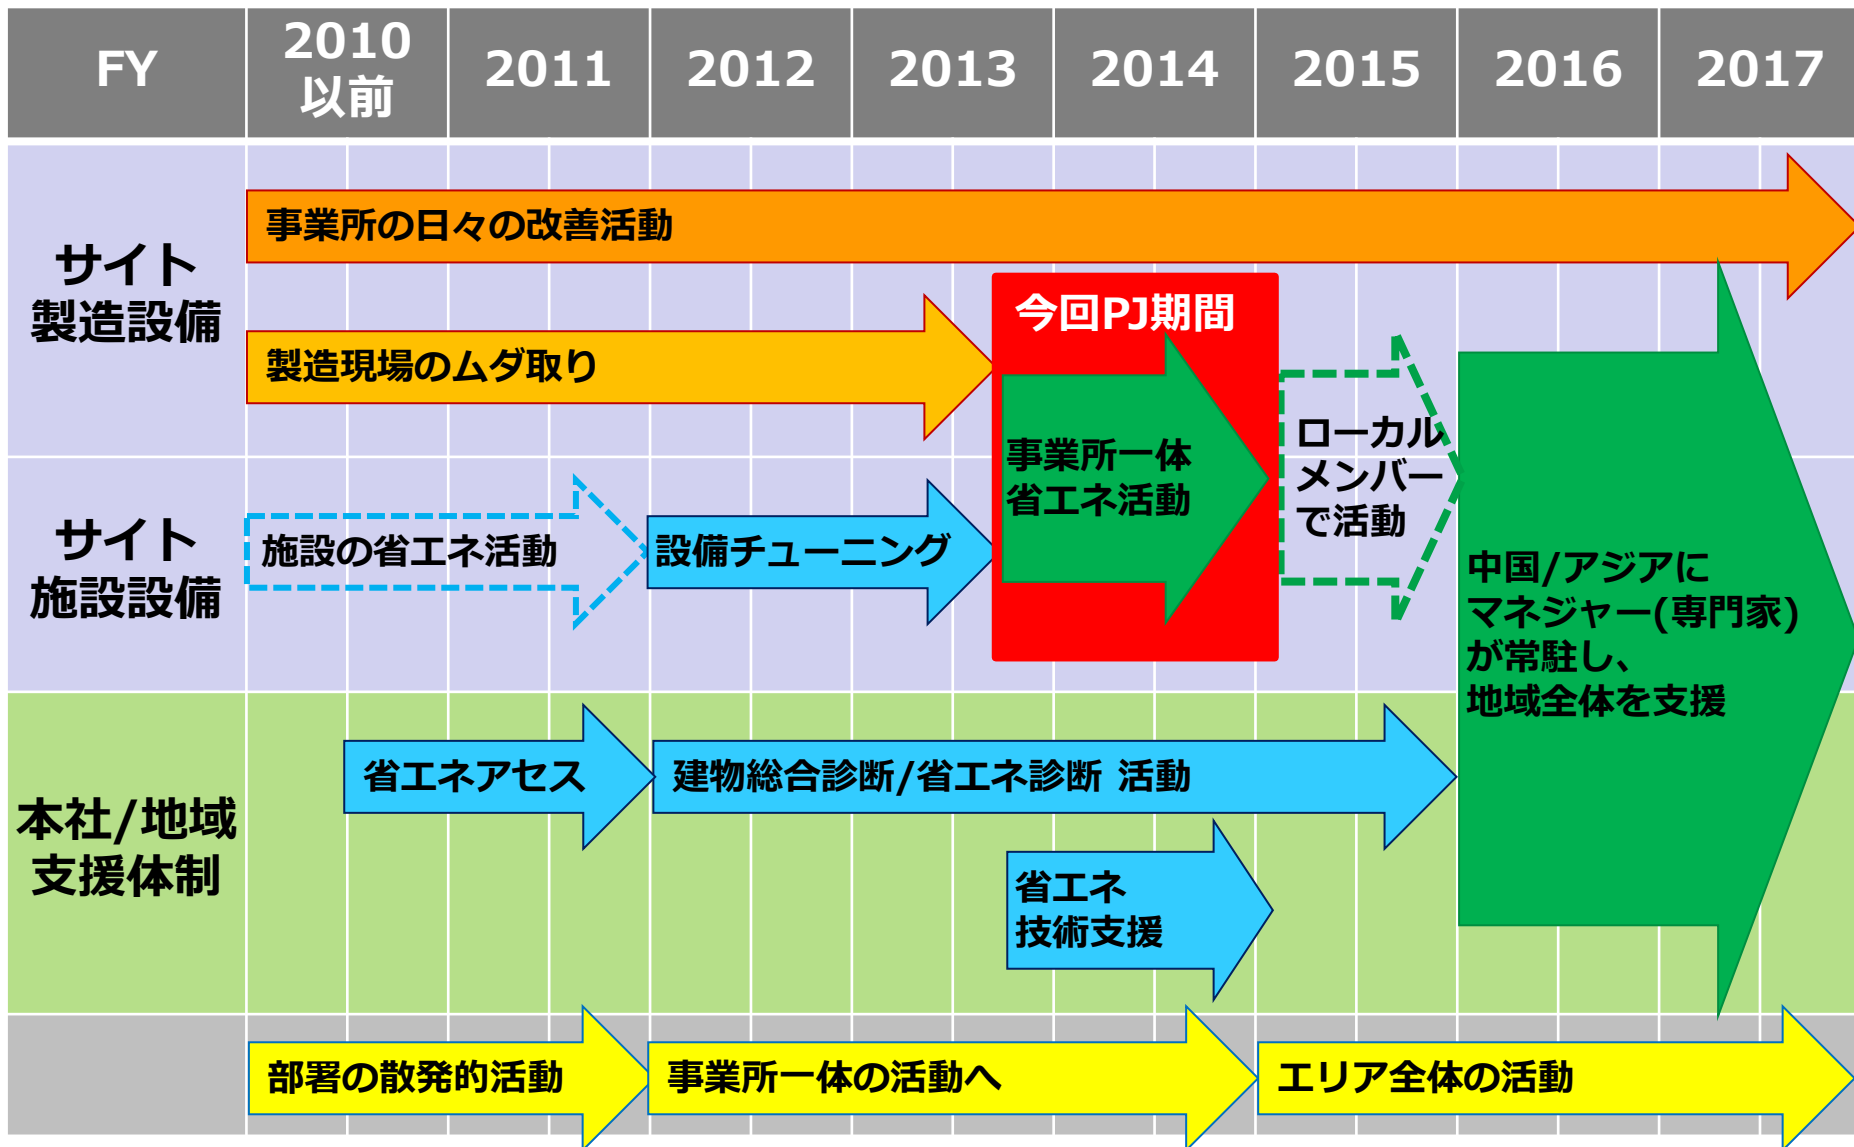 FY
2010
以前
2011
2012
2013
2014
2015
2016
2017
サイト
製造設備
事業所の日々の改善活動
製造現場のムダ取り
今回PJ期間
事業所一体
省エネ活動
ローカル
メンバー
で活動
サイト
施設設備
施設の省エネ活動
設備チューニング
中国/アジアに
マネジャー(専門家)
が常駐し、
地域全体を支援
本社/地域
支援体制
省エネアセス
建物総合診断/省エネ診断 活動
省エネ
技術支援
部署の散発的活動
事業所一体の活動へ
エリア全体の活動